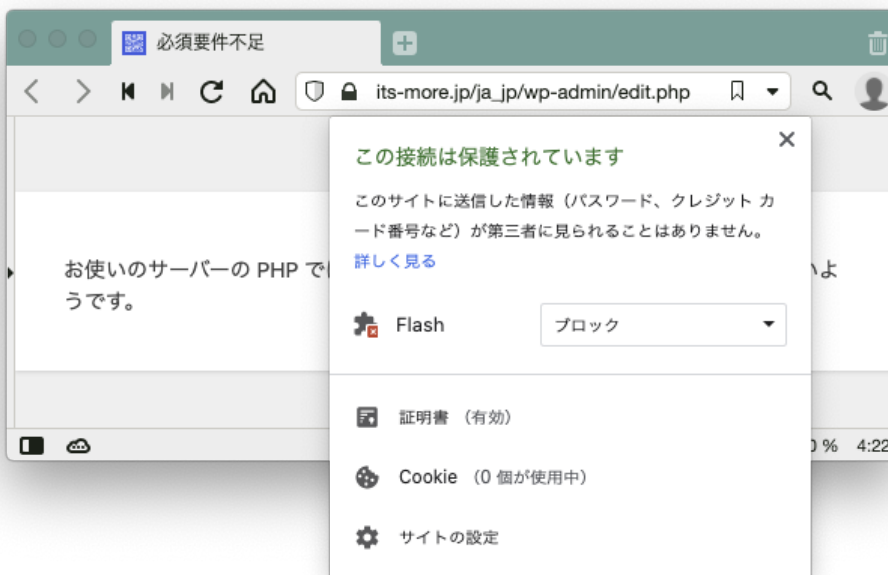 必須要件不足
its-more.jp/ja_jp/wp-admin/edit.php
この接続は保護されています
このサイトに送信した情報（パスワード、クレジット カ
ード番号など）が第三者に見られることはありません。
詳しく見る
お使いのサーバーの PHP で
いよ
うです。
Flash
ブロック
証明書 （有効）
Cookie （0 個が使用中）
サイトの設定
%
4:22